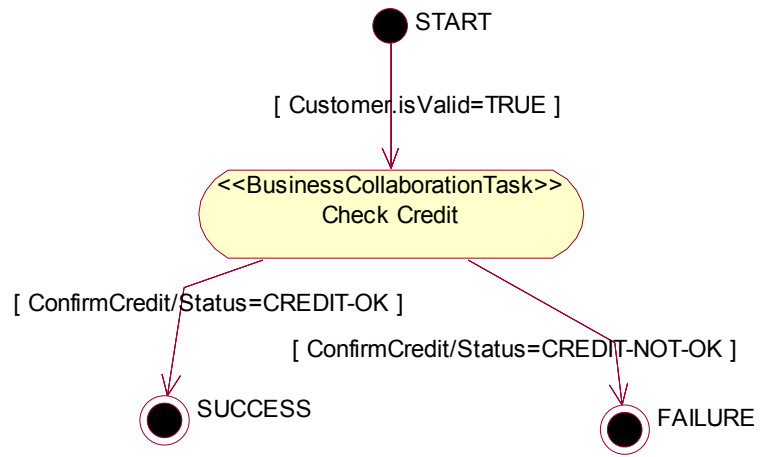 START
[ Customer.isValid=TRUE ]
<<BusinessCollaborationTask>>
Check Credit
[ ConfirmCredit/Status=CREDIT-OK ]
[ ConfirmCredit/Status=CREDIT-NOT-OK ]
SUCCESS
FAILURE